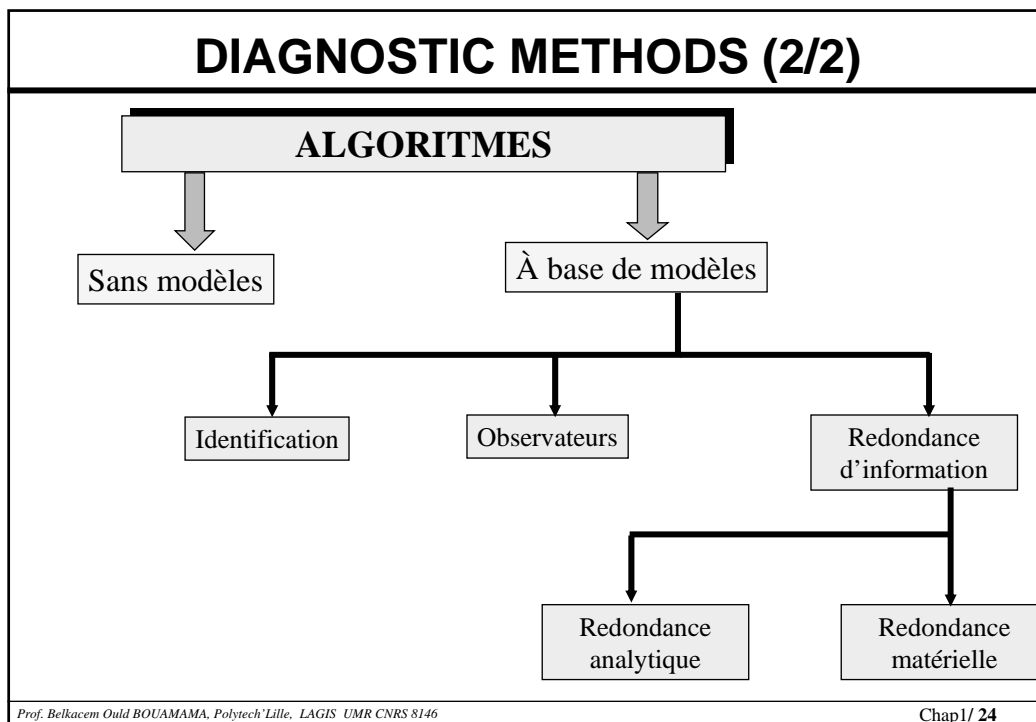 DIAGNOSTIC METHODS (2/2)
ALGORITMES
Sans modèles
À base de modèles
Identification
Observateurs
Redondance
d’information
Redondance
analytique
Redondance
matérielle
Prof. Belkacem Ould BOUAMAMA, Polytech’Lille, LAGIS UMR CNRS 8146
Chap1/ 24